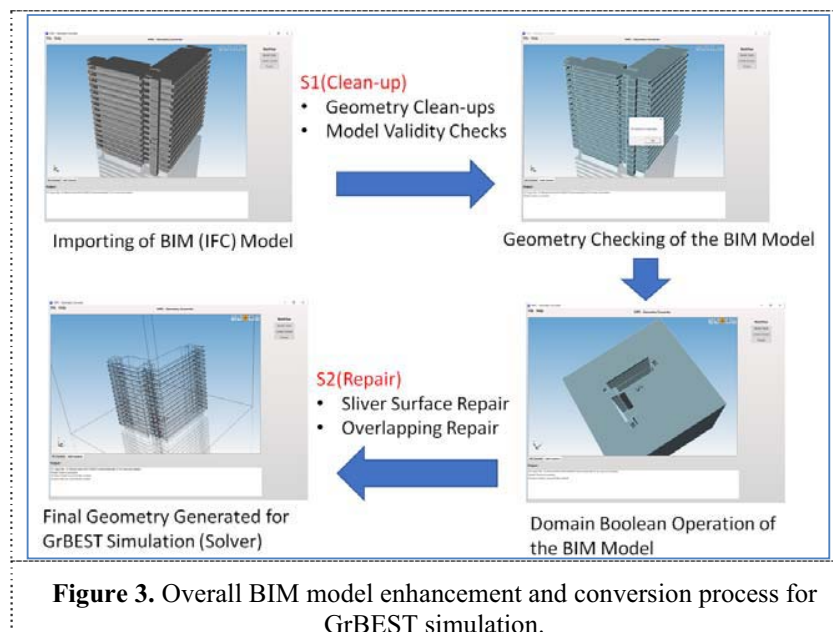 S1(Clean-up)
• Geometry Clean-ups
• Model Validity Checks
Importing of BIM (IFC) Model
Geometry Checking of the BIM Model
S2(Repair)
• Sliver Surface Repair
• Overlapping Repair
Final Geometry Generated for
GrBEST Simulation (Solver)
Domain Boolean Operation of
the BIM Model
Figure 3. Overall BIM model enhancement and conversion process for
GrBEST simulation.